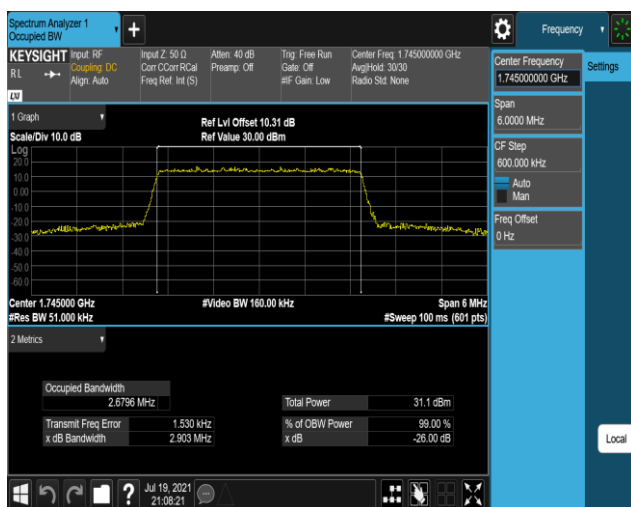 Spectrum Analyzer 1
Occupied BW
+
Frequency
KEYSIGHT
RL
LXI
Input: RF
Coupling: DC
Align: Auto
Input Z: 50 Ω
Corr CCorr RCal
Freq Ref: Int (S)
Atten: 40 dB
Preamp: Off
Trig: Free Run
Gate: Off
#IF Gain: Low
Center Freq: 1.745000000 GHz
Avg|Hold: 30/30
Radio Std: None
Center Frequency
1.745000000 GHz
Settings
Span
6.0000 MHz
CF Step
600.000 kHz
Auto
Man
Freq Offset
0 Hz
1 Graph
Scale/Div 10.0 dB
Ref Lvl Offset 10.31 dB
Ref Value 30.00 dBm
Log
20.0
10.0
0.00
-10.0
-20.0
-30.0
-40.0
-50.0
-60.0
Center 1.745000 GHz
#Res BW 51.000 kHz
#Video BW 160.00 kHz
Span 6 MHz
#Sweep 100 ms (601 pts)
2 Metrics
Occupied Bandwidth
2.6796 MHz
Transmit Freq Error 1.530 kHz
x dB Bandwidth 2.903 MHz
Total Power 31.1 dBm
% of OBW Power 99.00 %
x dB -26.00 dB
Local
?
Jul 19, 2021
21:08:21